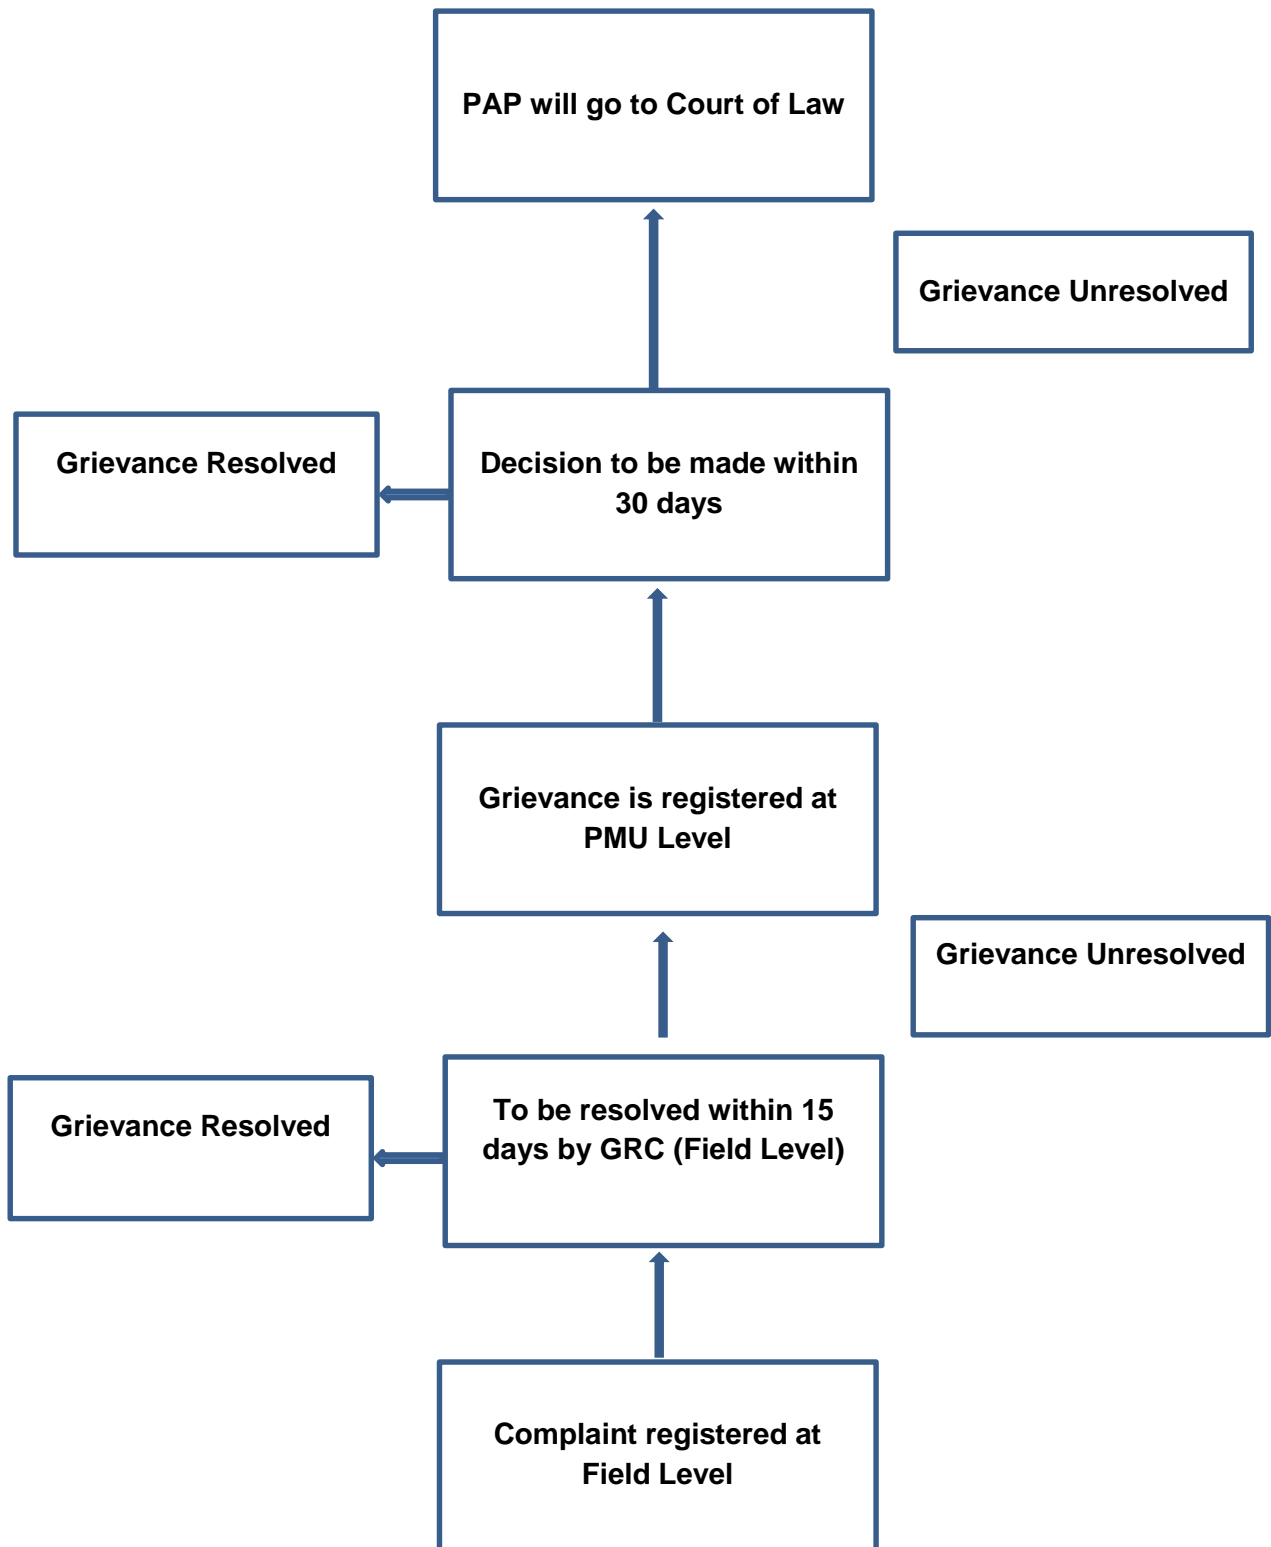 PAP will go to Court of Law
Grievance Unresolved
Grievance Resolved
Decision to be made within
30 days
Grievance is registered at
PMU Level
Grievance Unresolved
Grievance Resolved
To be resolved within 15
days by GRC (Field Level)
Complaint registered at
Field Level